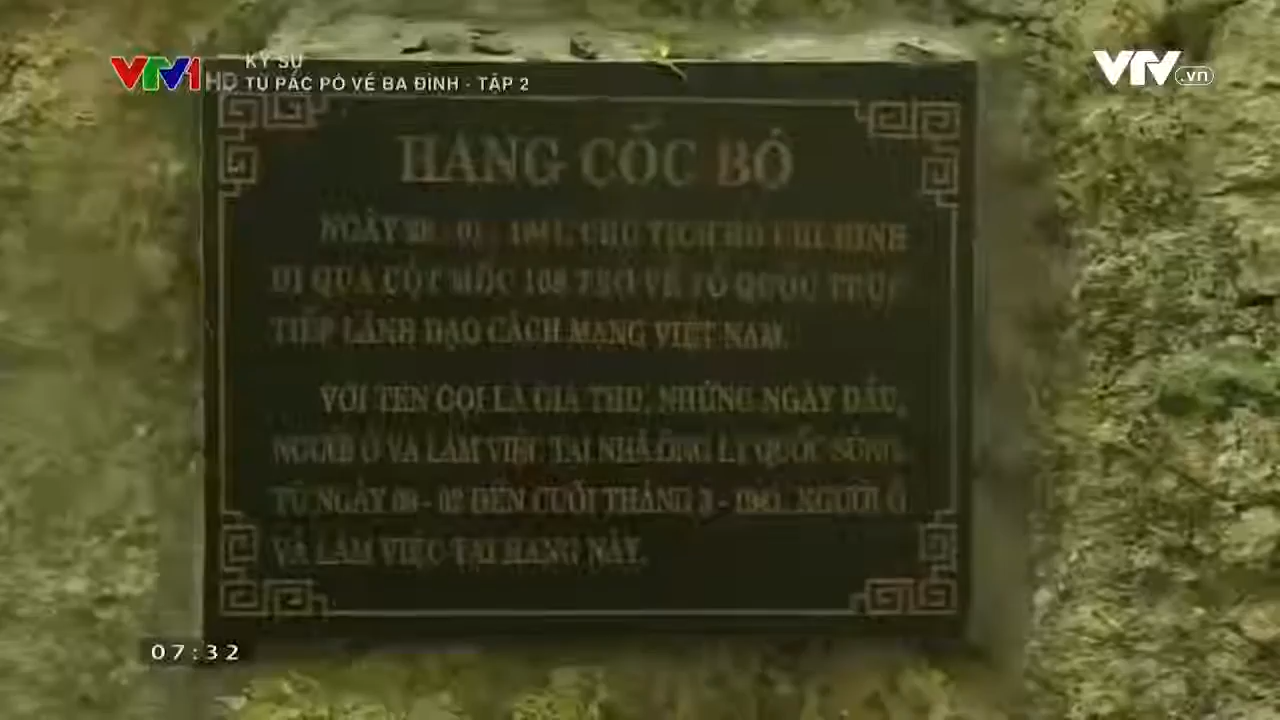 VTV1 HD
KÝ SỰ
TỪ PẮC PÓ VỀ BA ĐÌNH - TẬP 2
VTV.vn
HANG CỐC BÓ
NGÀY - 01 - 1941, CHỦ TỊCH HỒ CHÍ MINH
ĐI QUA CỘT MỐC 108 TRỞ VỀ TỔ QUỐC TRỰC
TIẾP LÃNH ĐẠO CÁCH MẠNG VIỆT NAM.
VỚI TÊN GỌI LÀ GIÀ THU, NHỮNG NGÀY ĐẦU,
NGƯỜI Ở VÀ LÀM VIỆC TẠI NHÀ ÔNG LÝ QUỐC SÚNG.
TỪ NGÀY 08 - 02 ĐẾN CUỐI THÁNG 3 - 1941, NGƯỜI Ở
VÀ LÀM VIỆC TẠI HANG NÀY.
07:32